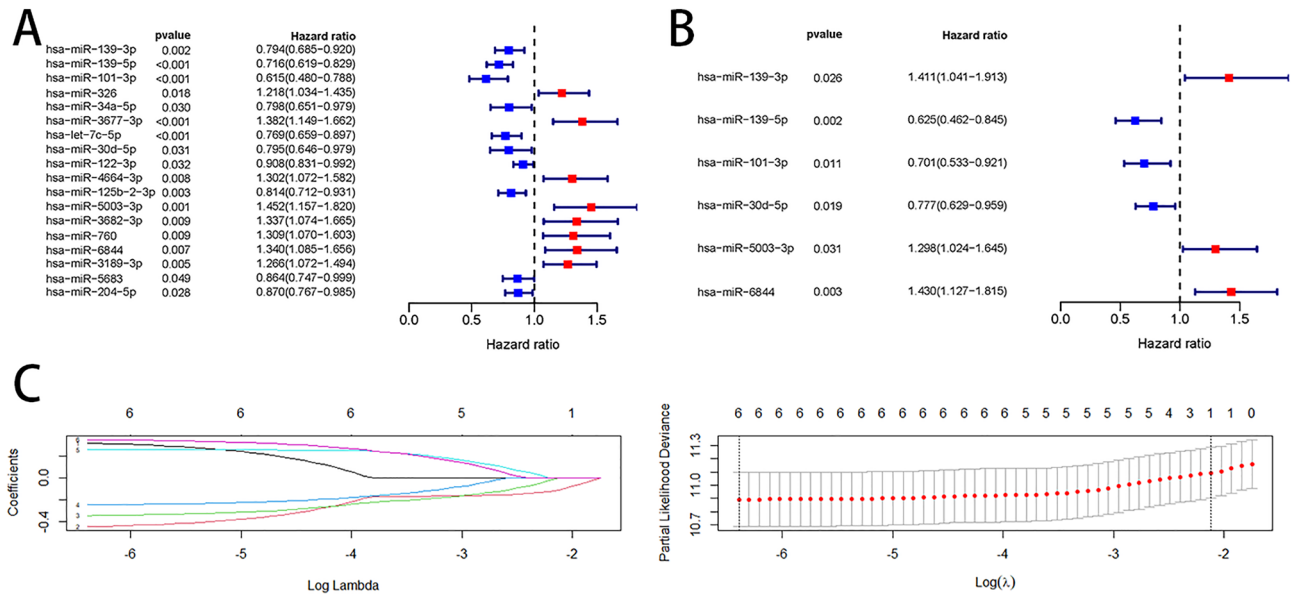 A
pvalue Hazard ratio
hsa−miR−139−3p 0.002 0.794(0.685−0.920)
hsa−miR−139−5p <0.001 0.716(0.619−0.829)
hsa−miR−101−3p <0.001 0.615(0.480−0.788)
hsa−miR−326 0.018 1.218(1.034−1.435)
hsa−miR−34a−5p 0.030 0.798(0.651−0.979)
hsa−miR−3677−3p <0.001 1.382(1.149−1.662)
hsa−let−7c−5p <0.001 0.769(0.659−0.897)
hsa−miR−30d−5p 0.031 0.795(0.646−0.979)
hsa−miR−122−3p 0.032 0.908(0.831−0.992)
hsa−miR−4664−3p 0.008 1.302(1.072−1.582)
hsa−miR−125b−2−3p 0.003 0.814(0.712−0.931)
hsa−miR−5003−3p 0.001 1.452(1.157−1.820)
hsa−miR−3682−3p 0.009 1.337(1.074−1.665)
hsa−miR−760 0.009 1.309(1.070−1.603)
hsa−miR−6844 0.007 1.340(1.085−1.656)
hsa−miR−3189−3p 0.005 1.266(1.072−1.494)
hsa−miR−5683 0.049 0.864(0.747−0.999)
hsa−miR−204−5p 0.028 0.870(0.767−0.985)
0.0 0.5 1.0 1.5
Hazard ratio
B
pvalue Hazard ratio
hsa−miR−139−3p 0.026 1.411(1.041−1.913)
hsa−miR−139−5p 0.002 0.625(0.462−0.845)
hsa−miR−101−3p 0.011 0.701(0.533−0.921)
hsa−miR−30d−5p 0.019 0.777(0.629−0.959)
hsa−miR−5003−3p 0.031 1.298(1.024−1.645)
hsa−miR−6844 0.003 1.430(1.127−1.815)
0.0 0.5 1.0 1.5
Hazard ratio
C
6 6 6 5 1
Coefficients
0.0
-0.4
6
1
5
4
3
2
-6 -5 -4 -3 -2
Log Lambda
6 6 6 6 6 6 6 6 6 6 6 6 6 6 5 5 5 5 5 5 4 3 1 1 0
Partial Likelihood Deviance
11.3
11.0
10.7
-6 -5 -4 -3 -2
Log(λ)